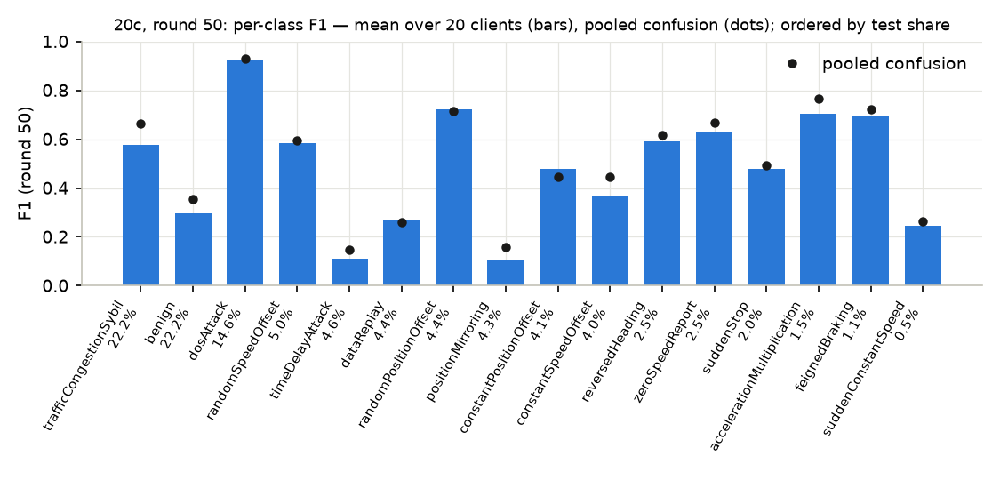 20c, round 50: per-class F1 — mean over 20 clients (bars), pooled confusion (dots); ordered by test share
pooled confusion
F1 (round 50)
1.0
0.8
0.6
0.4
0.2
0.0
trafficCongestionSybil
22.2%
benign
22.2%
dosAttack
14.6%
randomSpeedOffset
5.0%
timeDelayAttack
4.6%
dataReplay
4.4%
randomPositionOffset
4.4%
positionMirroring
4.3%
constantPositionOffset
4.1%
constantSpeedOffset
4.0%
reversedHeading
2.5%
zeroSpeedReport
2.5%
suddenStop
2.0%
accelerationMultiplication
1.5%
feignedBraking
1.1%
suddenConstantSpeed
0.5%